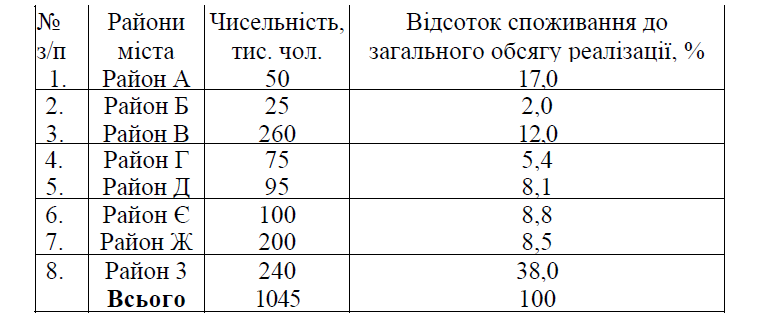 № з/п Райони міста Чисельність, тис. чол. Відсоток споживання до загального обсягу реалізації, %
1. Район А 50 17,0
2. Район Б 25 2,0
3. Район В 260 12,0
4. Район Г 75 5,4
5. Район Д 95 8,1
6. Район Є 100 8,8
7. Район Ж 200 8,5
8. Район З 240 38,0
Всього 1045 100